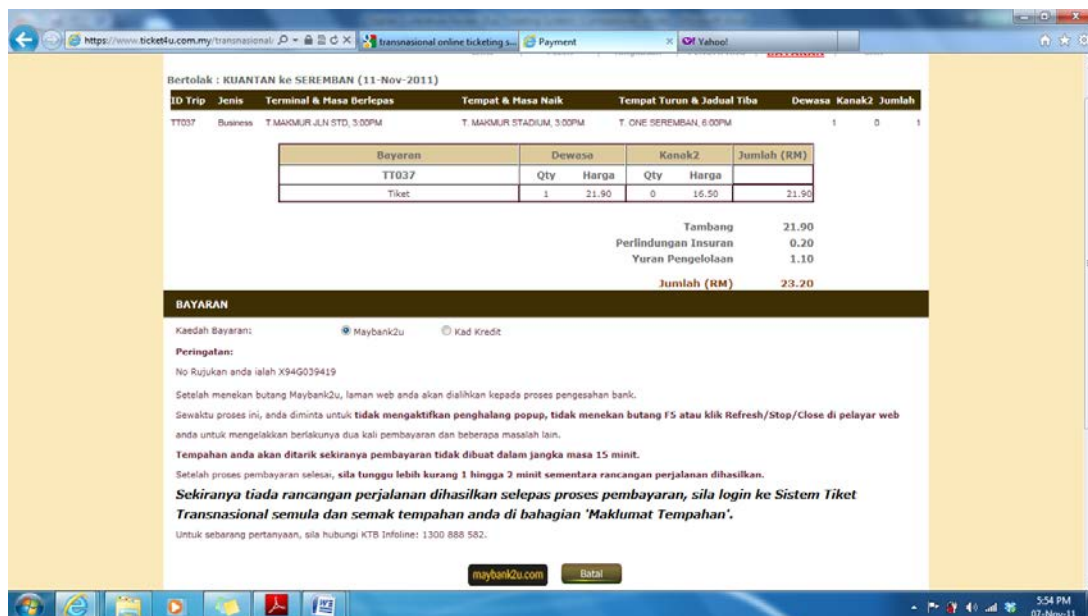 https://www.ticket4u.com.my/transnasional/
transnasional online ticketing s...
Payment
Yahoo!
BAYARAN
Bertolak : KUANTAN ke SEREMBAN (11-Nov-2011)
ID Trip Jenis Terminal & Masa Berlepas Tempat & Masa Naik Tempat Turun & Jadual Tiba Dewasa Kanak2 Jumlah
TT037 Business T.MAKMUR JLN STD, 3:00PM T. MAKMUR STADIUM, 3:00PM T. ONE SEREMBAN, 6:00PM 1 0 1
Bayaran Dewasa Kanak2 Jumlah (RM)
TT037 Qty Harga Qty Harga
Tiket 1 21.90 0 16.50 21.90
Tambang 21.90
Perlindungan Insuran 0.20
Yuran Pengelolaan 1.10
Jumlah (RM) 23.20
BAYARAN
Kaedah Bayaran: Maybank2u Kad Kredit
Peringatan:
No Rujukan anda ialah X94G039419
Setelah menekan butang Maybank2u, laman web anda akan dialihkan kepada proses pengesahan bank.
Sewaktu proses ini, anda diminta untuk tidak mengaktifkan penghalang popup, tidak menekan butang F5 atau klik Refresh/Stop/Close di pelayar web
anda untuk mengelakkan berlakunya dua kali pembayaran dan beberapa masalah lain.
Tempahan anda akan ditarik sekiranya pembayaran tidak dibuat dalam jangka masa 15 minit.
Setelah proses pembayaran selesai, sila tunggu lebih kurang 1 hingga 2 minit sementara rancangan perjalanan dihasilkan.
Sekiranya tiada rancangan perjalanan dihasilkan selepas proses pembayaran, sila login ke Sistem Tiket
Transnasional semula dan semak tempahan anda di bahagian 'Maklumat Tempahan'.
Untuk sebarang pertanyaan, sila hubungi KTB Infoline: 1300 888 582.
maybank2u.com Batal
5:54 PM
07-Nov-11